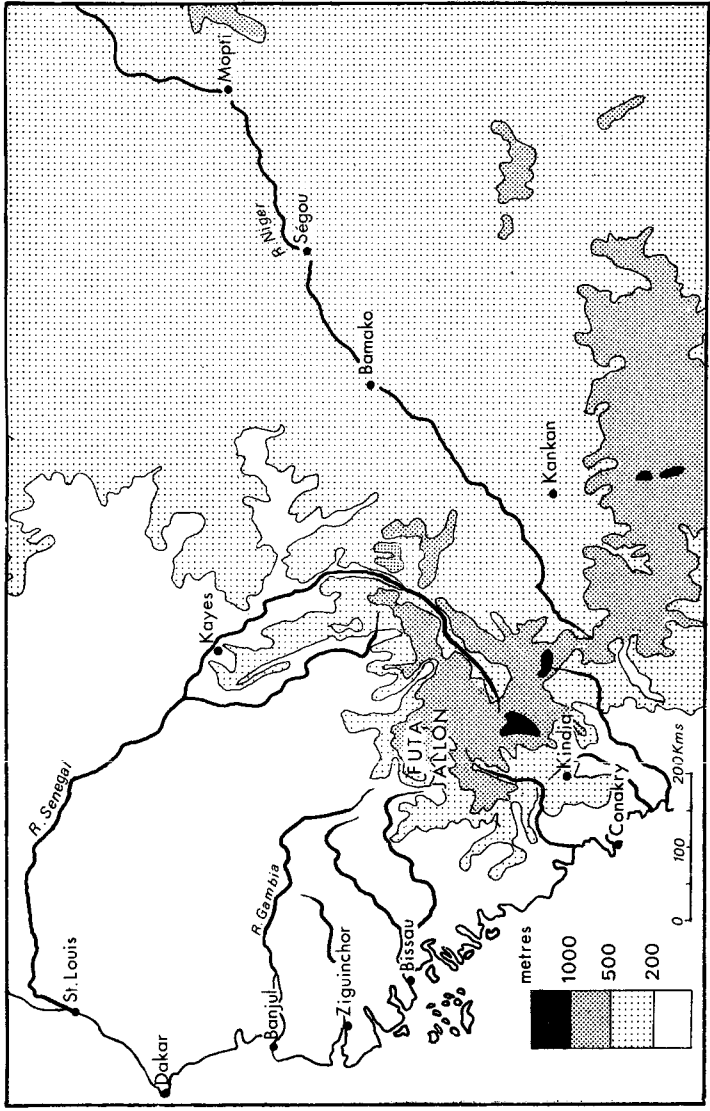 St. Louis
R. Senegal
Dakar
Kayes
Banjul
R. Gambia
Ziguinchor
Bissau
Mopti
R. Niger
Ségou
Bamako
Kankan
FUTA
ALLON
Kindia
Conakry
metres
1000
500
200
0 100 200 Kms